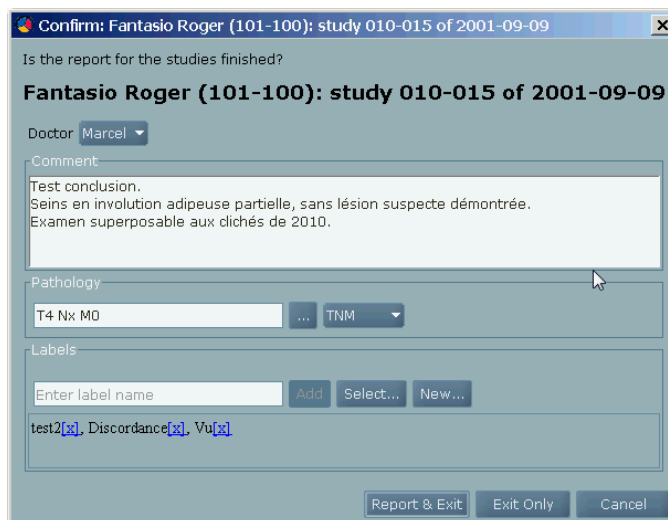 Confirm: Fantasio Roger (101-100): study 010-015 of 2001-09-09
Is the report for the studies finished?
Fantasio Roger (101-100): study 010-015 of 2001-09-09
Doctor Marcel
Comment
Test conclusion.
Seins en involution adipeuse partielle, sans lésion suspecte démontrée.
Examen superposable aux clichés de 2010.
Pathology
T4 Nx M0 ... TNM
Labels
Enter label name Add Select... New...
test2[x], Discordance[x], Vu[x]
Report & Exit Exit Only Cancel